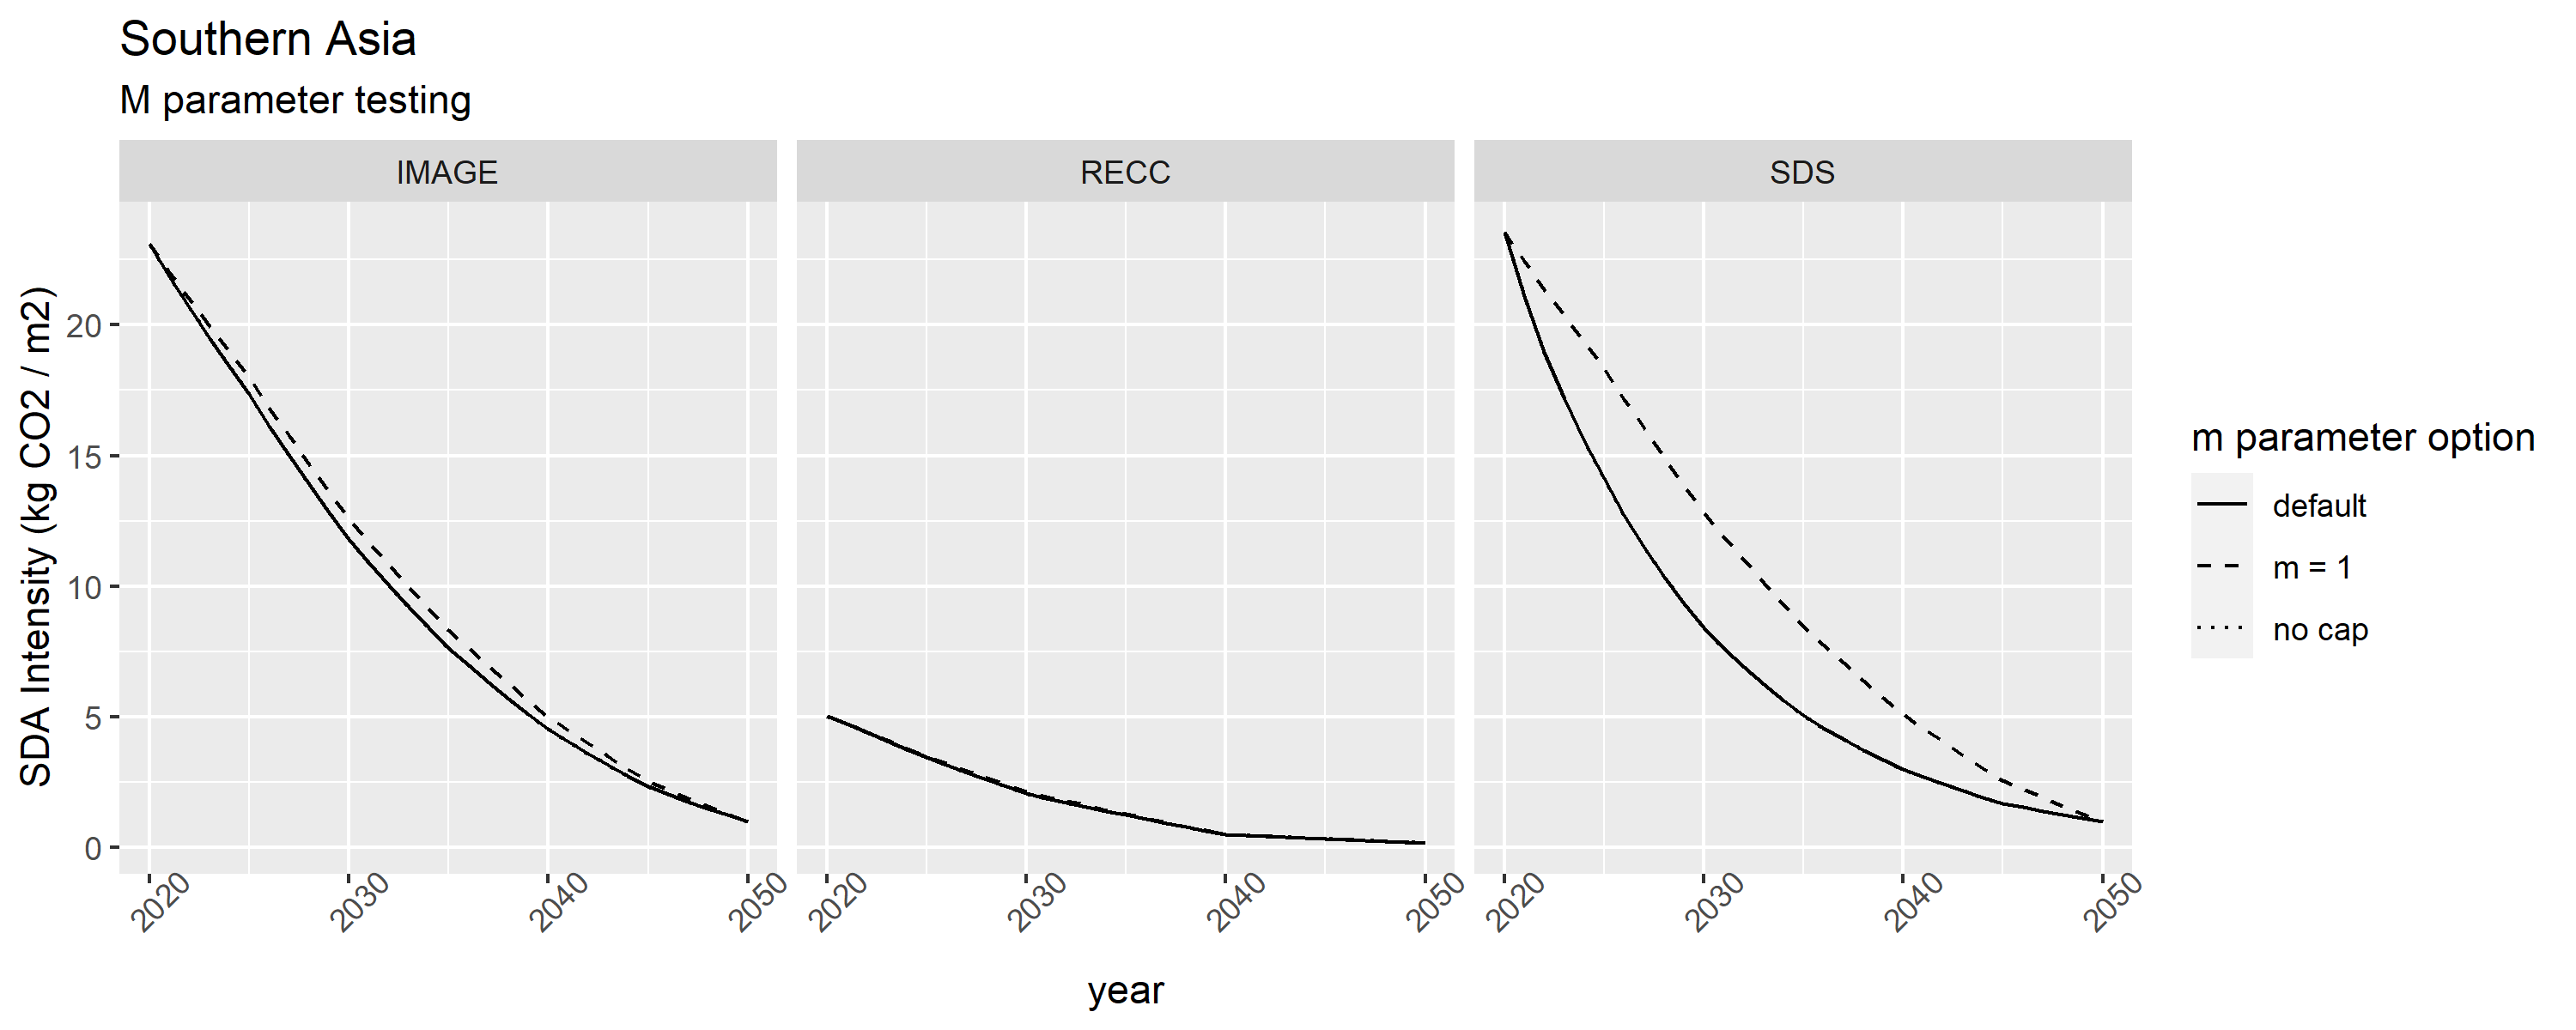 Southern Asia
M parameter testing
IMAGE
RECC
SDS
SDA Intensity (kg CO2 / m2)
20
15
10
5
0
2020
2030
2040
2050
2020
2030
2040
2050
2020
2030
2040
2050
year
m parameter option
default
m = 1
no cap